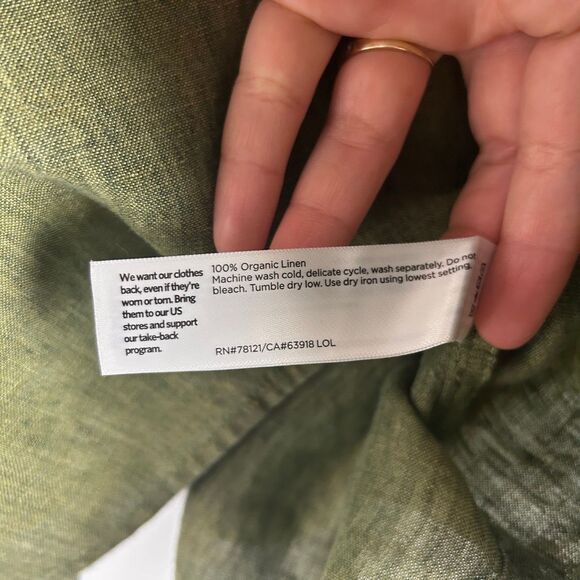 We want our clothes
back, even if they're
worn or torn. Bring
them to our US
stores and support
our take-back
program.
100% Organic Linen
Machine wash cold, delicate cycle, wash separately. Do not
bleach. Tumble dry low. Use dry iron using lowest setting.
RN#78121/CA#63918 LOL